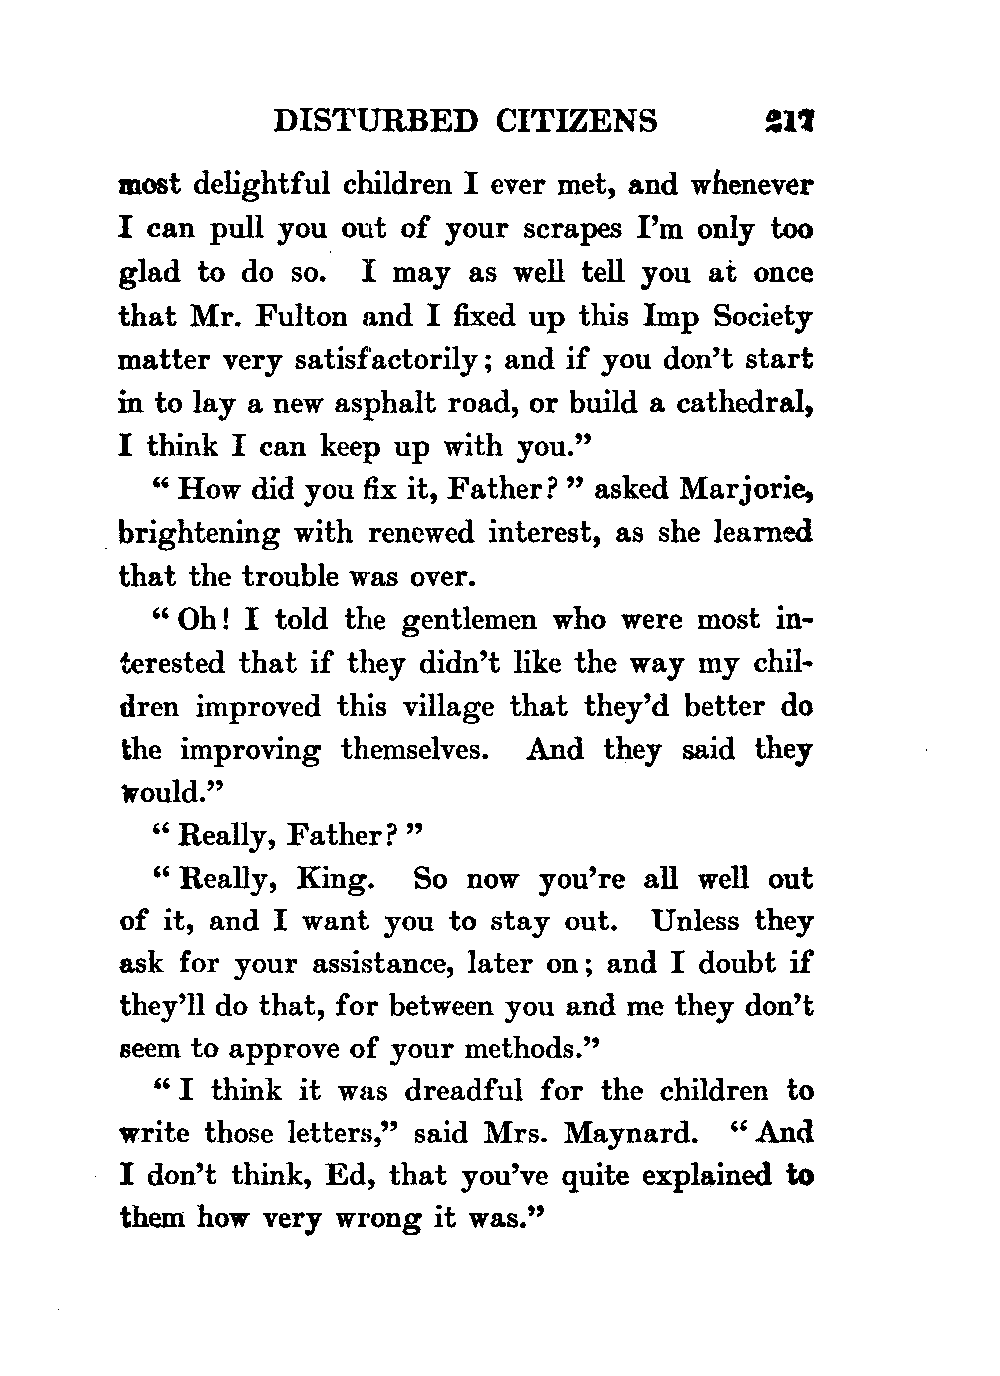 DISTURBED CITIZENS 217
most delightful children I ever met, and whenever
I can pull you out of your scrapes I'm only too
glad to do so. I may as well tell you at once
that Mr. Fulton and I fixed up this Imp Society
matter very satisfactorily; and if you don't start
in to lay a new asphalt road, or build a cathedral,
I think I can keep up with you."
"How did you fix it, Father?" asked Marjorie,
brightening with renewed interest, as she learned
that the trouble was over.
"Oh! I told the gentlemen who were most in-
terested that if they didn't like the way my chil-
dren improved this village that they'd better do
the improving themselves. And they said they
would."
"Really, Father?"
"Really, King. So now you're all well out
of it, and I want you to stay out. Unless they
ask for your assistance, later on; and I doubt if
they'll do that, for between you and me they don't
seem to approve of your methods."
"I think it was dreadful for the children to
write those letters," said Mrs. Maynard. "And
I don't think, Ed, that you've quite explained to
them how very wrong it was."